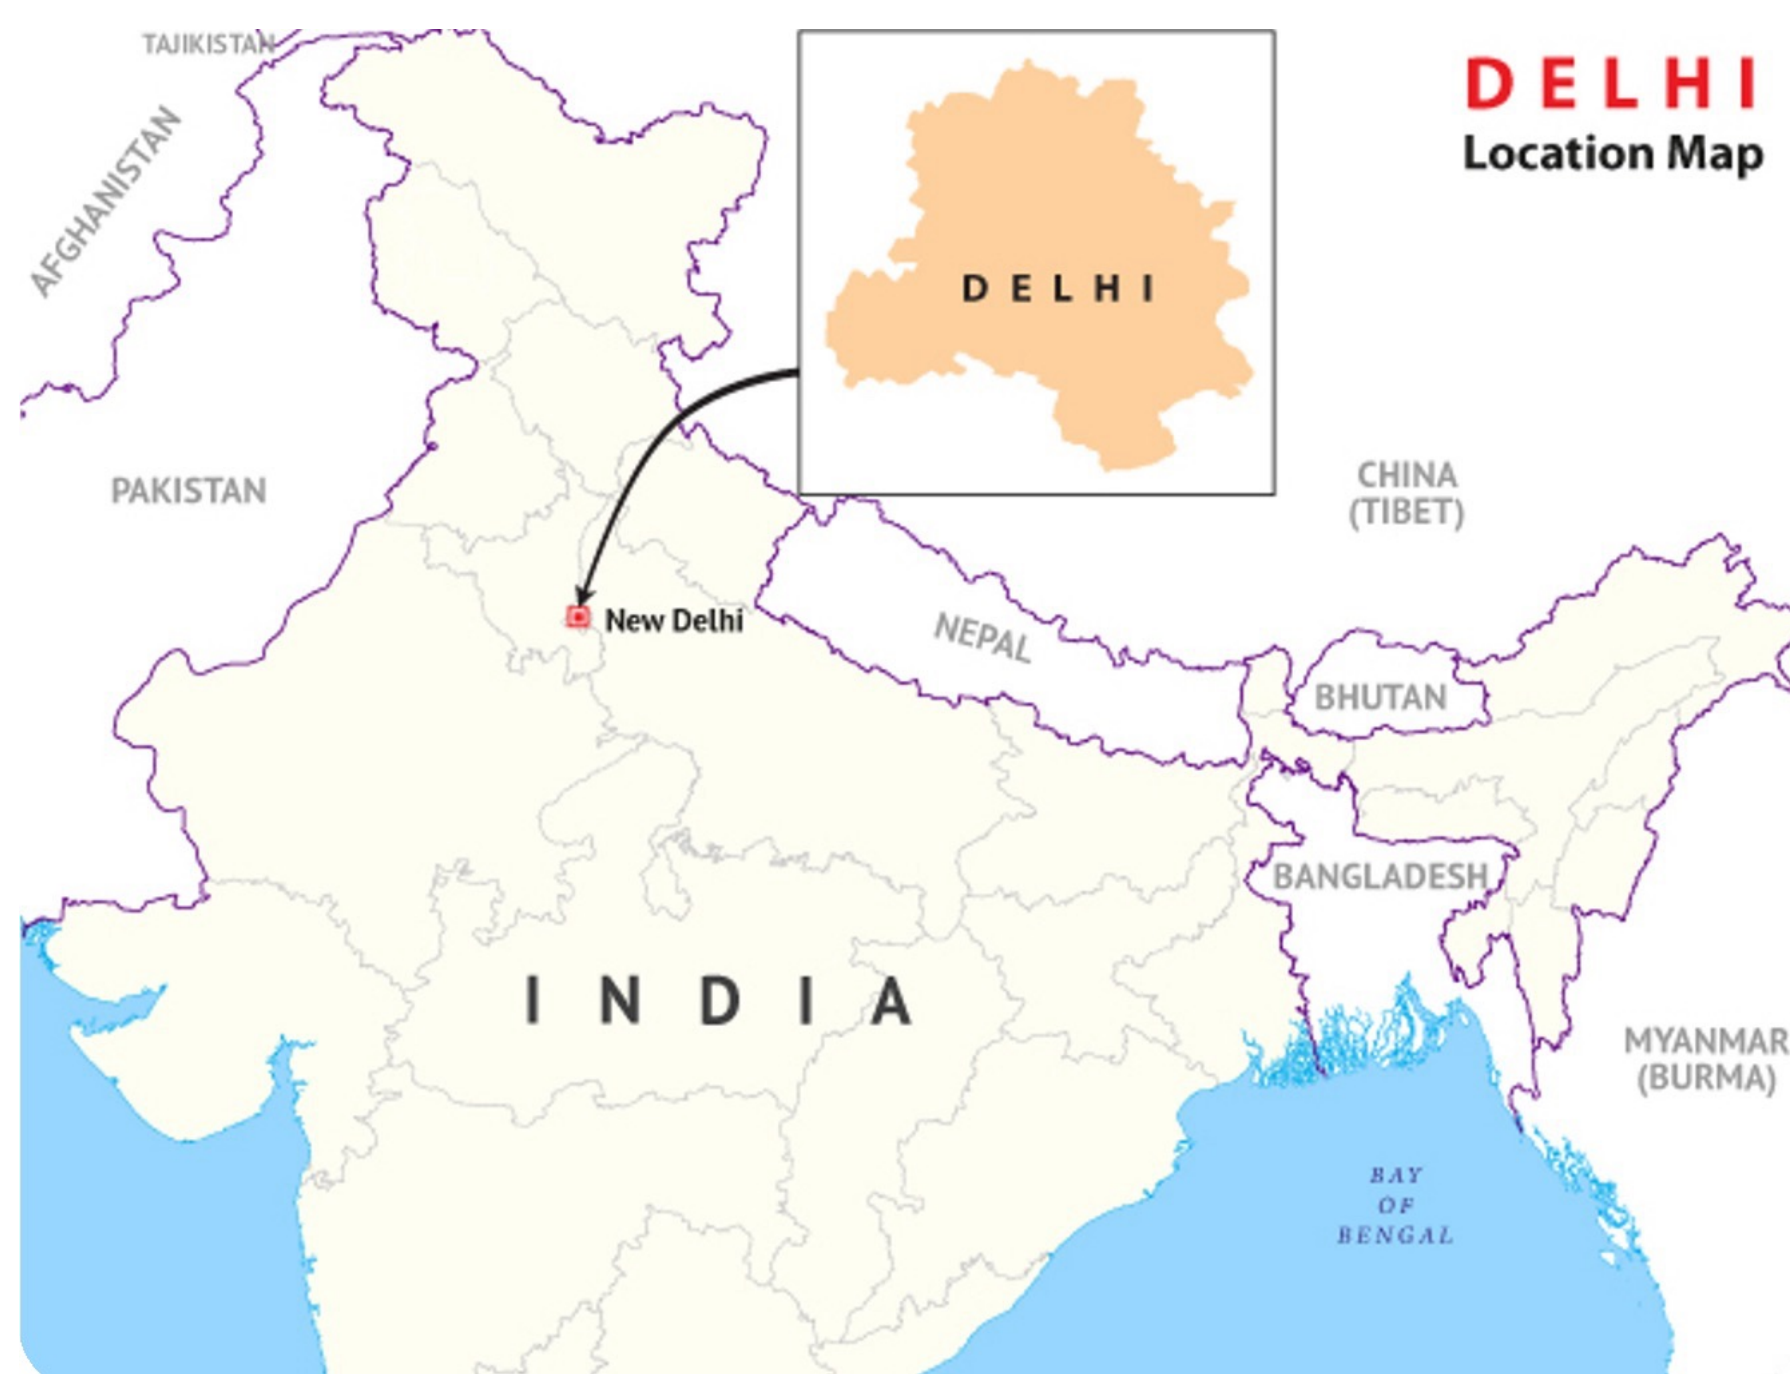 TAJIKISTAN
DELHI
Location Map
AFGHANISTAN
DELHI
PAKISTAN
CHINA
(TIBET)
New Delhi
NEPAL
BHUTAN
BANGLADESH
INDIA
MYANMAR
(BURMA)
BAY
OF
BENGAL